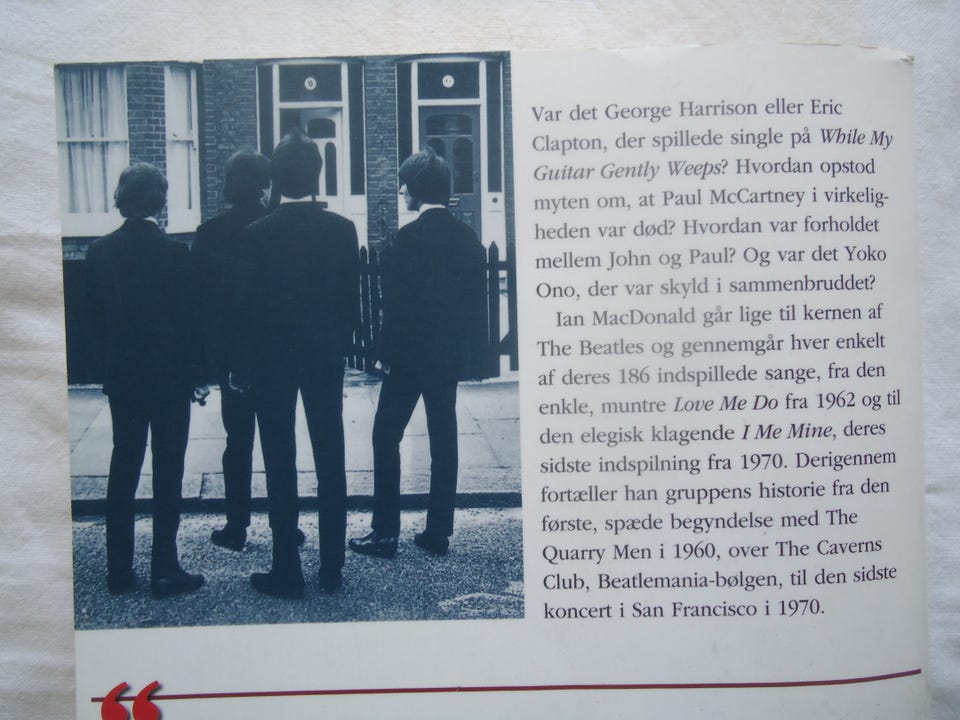 Var det George Harrison eller Eric
Clapton, der spillede single på While My
Guitar Gently Weeps? Hvordan opstod
myten om, at Paul McCartney i virkelig-
heden var død? Hvordan var forholdet
mellem John og Paul? Og var det Yoko
Ono, der var skyld i sammenbruddet?
Ian MacDonald går lige til kernen af
The Beatles og gennemgår hver enkelt
af deres 186 indspillede sange, fra den
enkle, muntre Love Me Do fra 1962 og til
den elegisk klagende I Me Mine, deres
sidste indspilning fra 1970. Derigennem
fortæller han gruppens historie fra den
første, spæde begyndelse med The
Quarry Men i 1960, over The Caverns
Club, Beatlemania-bølgen, til den sidste
koncert i San Francisco i 1970.